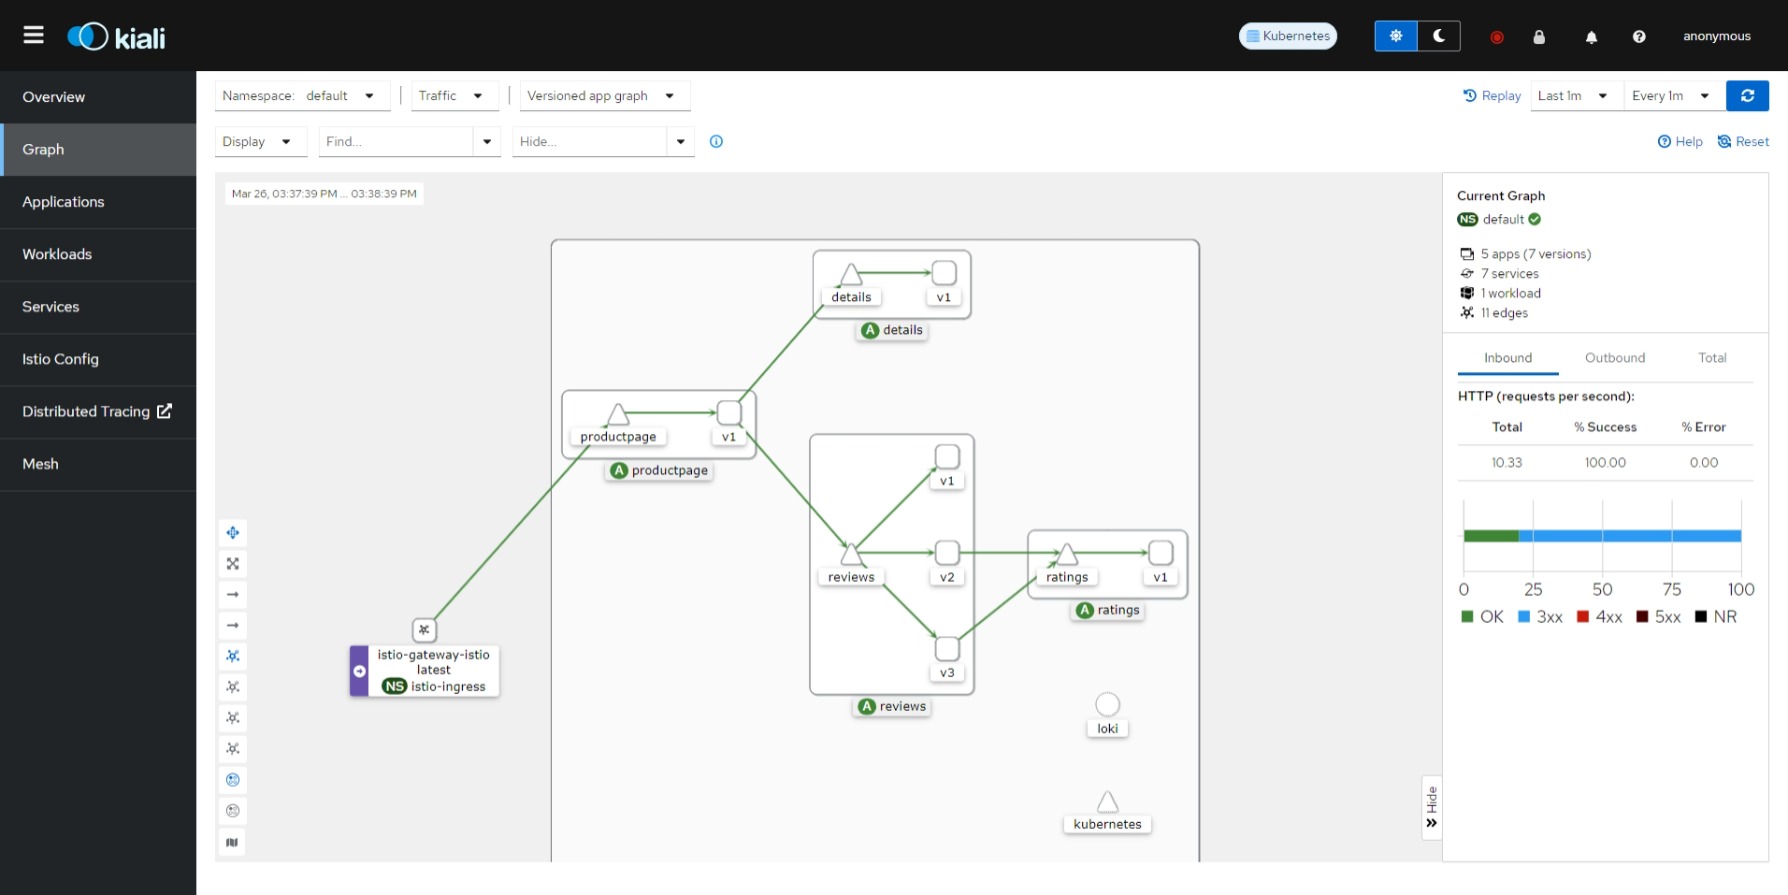 kiali
Kubernetes
anonymous
Overview
Graph
Applications
Workloads
Services
Istio Config
Distributed Tracing
Mesh
Namespace: default
Traffic
Versioned app graph
Replay
Last 1m
Every 1m
Display
Find...
Hide...
Help
Reset
Mar 26, 03:37:39 PM ... 03:38:39 PM
details
v1
A details
productpage
v1
A productpage
v1
reviews
v2
ratings
v1
A ratings
v3
A reviews
istio-gateway-istio
latest
NS istio-ingress
loki
kubernetes
Hide
Current Graph
NS default
5 apps (7 versions)
7 services
1 workload
11 edges
Inbound Outbound Total
HTTP (requests per second):
Total % Success % Error
10.33 100.00 0.00
0 25 50 75 100
OK 3xx 4xx 5xx NR